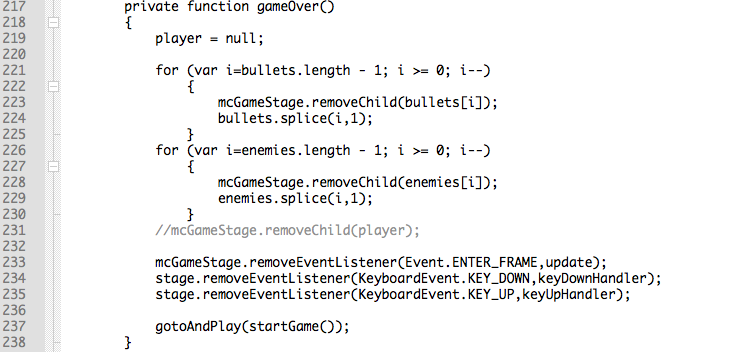 217 private function gameOver()
218 {
219 player = null;
220
221 for (var i=bullets.length - 1; i >= 0; i--)
222 {
223 mcGameStage.removeChild(bullets[i]);
224 bullets.splice(i,1);
225 }
226 for (var i=enemies.length - 1; i >= 0; i--)
227 {
228 mcGameStage.removeChild(enemies[i]);
229 enemies.splice(i,1);
230 }
231 //mcGameStage.removeChild(player);
232
233 mcGameStage.removeEventListener(Event.ENTER_FRAME,update);
234 stage.removeEventListener(KeyboardEvent.KEY_DOWN,keyDownHandler);
235 stage.removeEventListener(KeyboardEvent.KEY_UP,keyUpHandler);
236
237 gotoAndPlay(startGame());
238 }